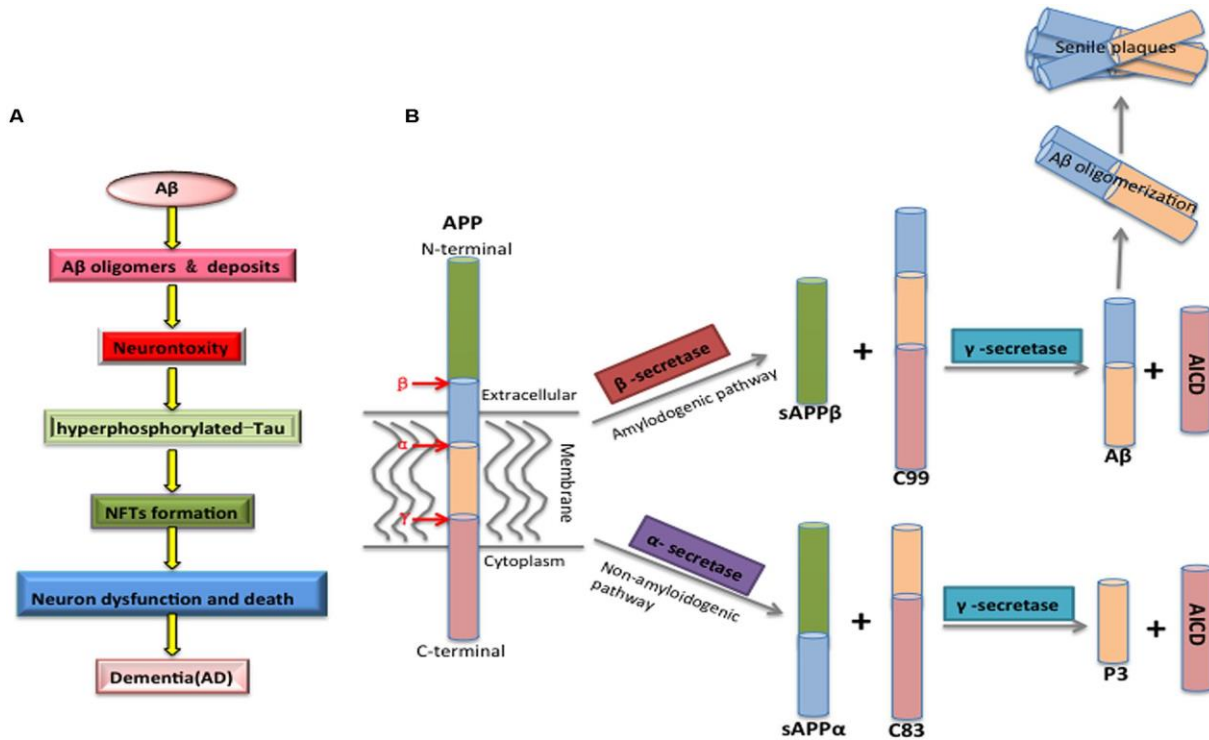 A
Aβ
Aβ oligomers & deposits
Neurontoxity
hyperphosphorylated-Tau
NFTs formation
Neuron dysfunction and death
Dementia(AD)
B
APP
N-terminal
β
Extracellular
α
Membrane
γ
Cytoplasm
C-terminal
β -secretase
Amylodogenic pathway
sAPPβ
+
C99
γ -secretase
Aβ
+
AICD
Aβ oligomerization
Senile plaques
α- secretase
Non-amyloidogenic
pathway
sAPPα
+
C83
γ -secretase
P3
+
AICD